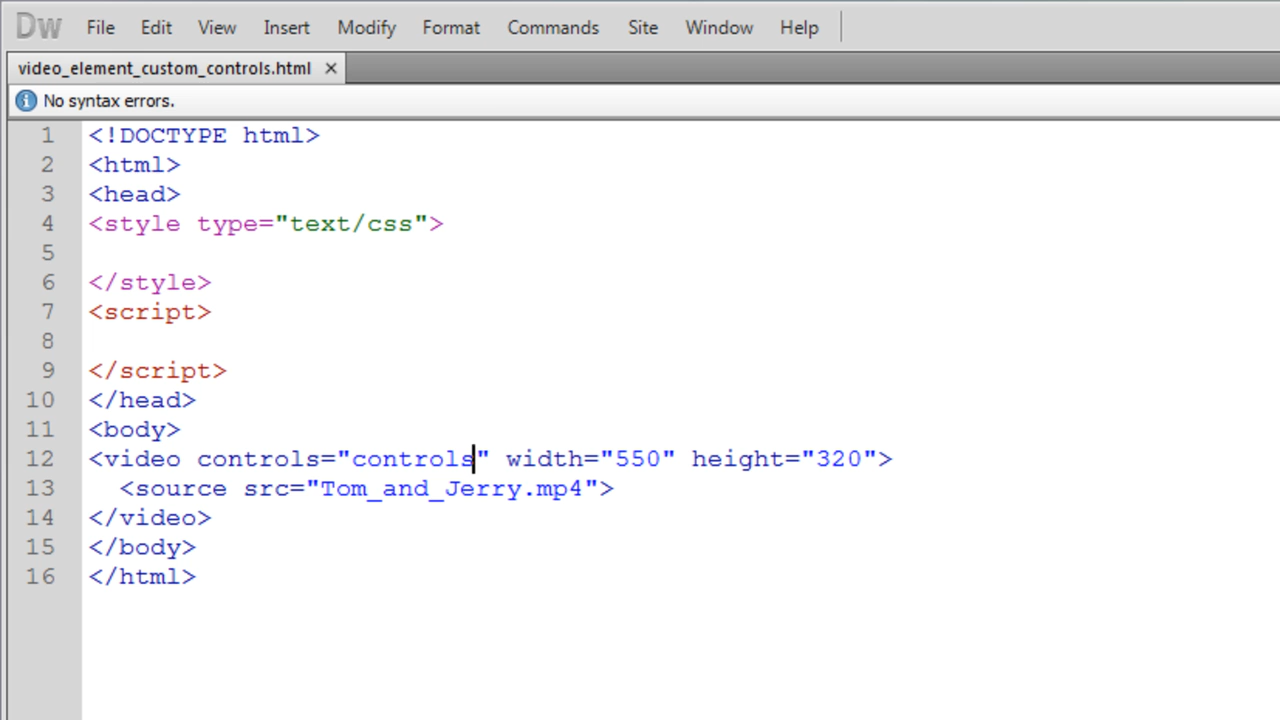 Dw File Edit View Insert Modify Format Commands Site Window Help
video_element_custom_controls.html ×
i No syntax errors.
1 <!DOCTYPE html>
2 <html>
3 <head>
4 <style type="text/css">
5
6 </style>
7 <script>
8
9 </script>
10 </head>
11 <body>
12 <video controls="controls" width="550" height="320">
13   <source src="Tom_and_Jerry.mp4">
14 </video>
15 </body>
16 </html>